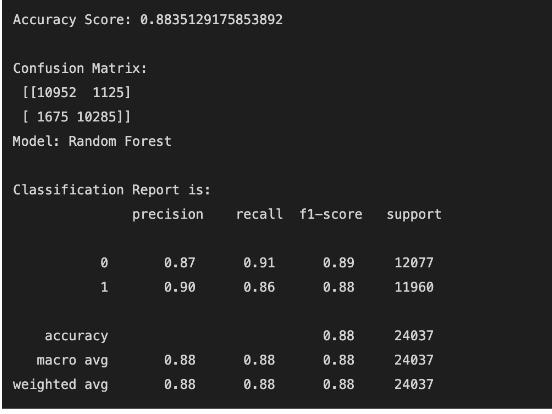 Accuracy Score: 0.8835129175853892
Confusion Matrix:
[[10952  1125]
[ 1675 10285]]
Model: Random Forest
Classification Report is:
precision    recall  f1-score   support
0       0.87      0.91      0.89     12077
1       0.90      0.86      0.88     11960
accuracy                           0.88     24037
macro avg       0.88      0.88      0.88     24037
weighted avg       0.88      0.88      0.88     24037